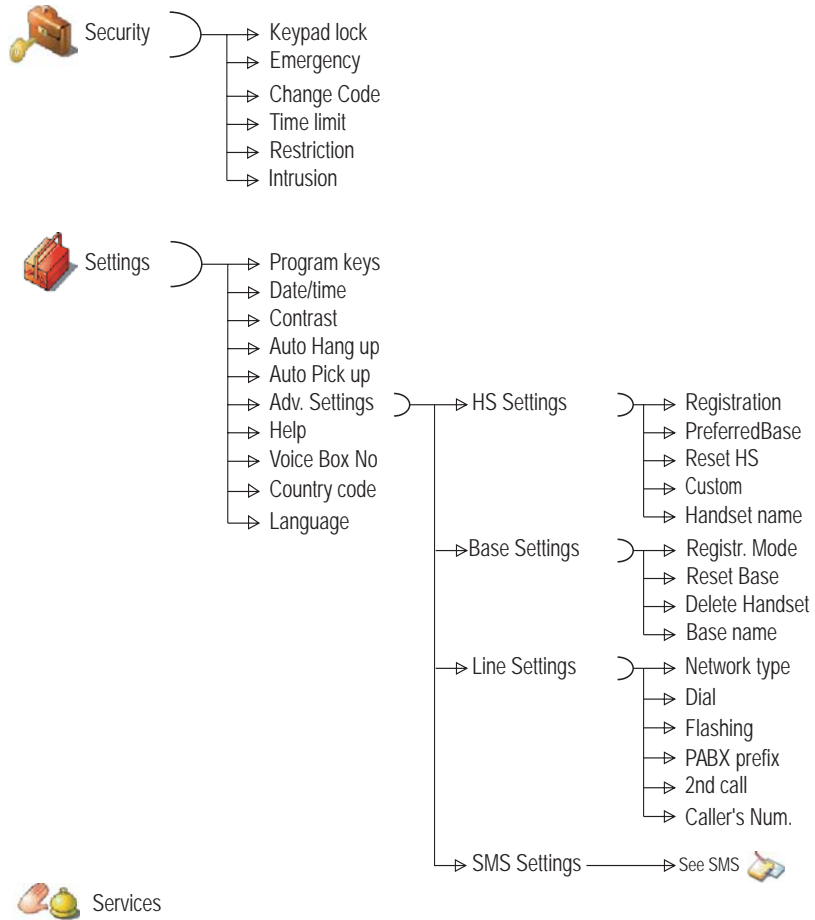 Security
Keypad lock
Emergency
Change Code
Time limit
Restriction
Intrusion
Settings
Program keys
Date/time
Contrast
Auto Hang up
Auto Pick up
Adv. Settings
Help
Voice Box No
Country code
Language
HS Settings
Registration
PreferredBase
Reset HS
Custom
Handset name
Base Settings
Registr. Mode
Reset Base
Delete Handset
Base name
Line Settings
Network type
Dial
Flashing
PABX prefix
2nd call
Caller's Num.
SMS Settings
See SMS
Services